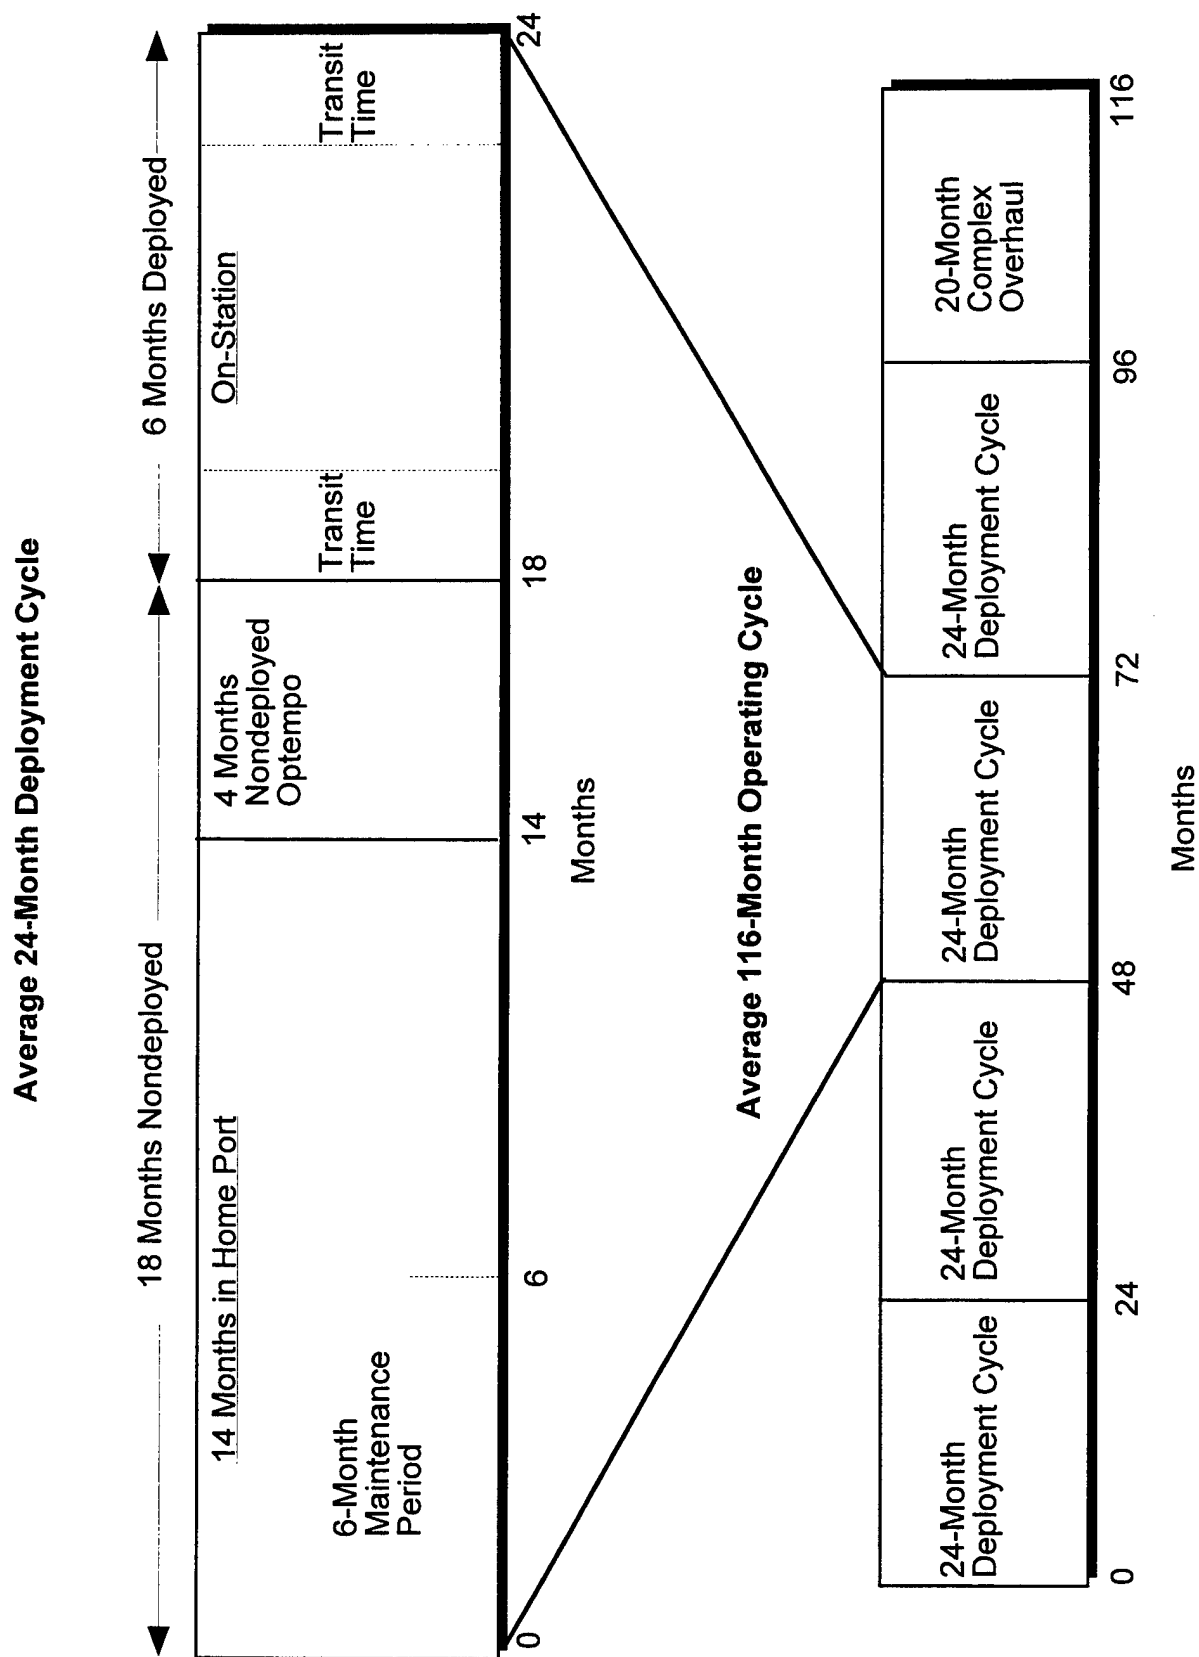 Average 24-Month Deployment Cycle
18 Months Nondeployed
6 Months Deployed
14 Months in Home Port
6-Month
Maintenance
Period
4 Months
Nondeployed
Optempo
Transit
Time
On-Station
Transit
Time
0
6
14
18
24
Months
Average 116-Month Operating Cycle
24-Month
Deployment Cycle
24-Month
Deployment Cycle
24-Month
Deployment Cycle
24-Month
Deployment Cycle
20-Month
Complex
Overhaul
0
24
48
72
96
116
Months